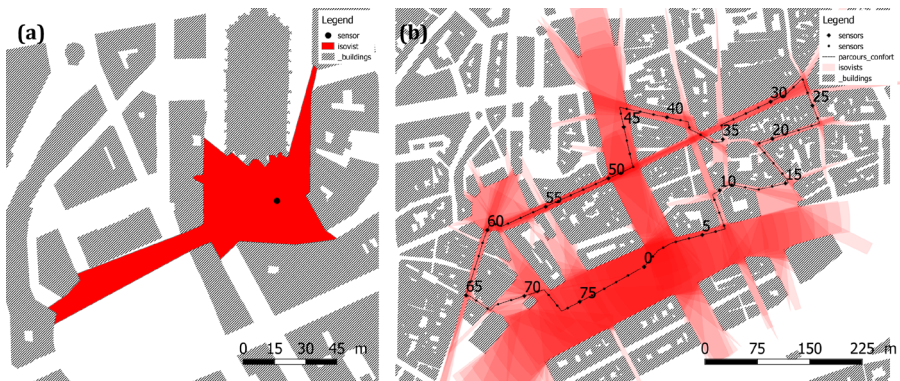 (a)
Legend
sensor
isovist
_buildings
0 15 30 45 m
(b)
Legend
sensors
sensors
parcours_confort
isovists
_buildings
30
25
40
45
35
20
50
15
10
55
60
5
0
65
70
75
0 75 150 225 m